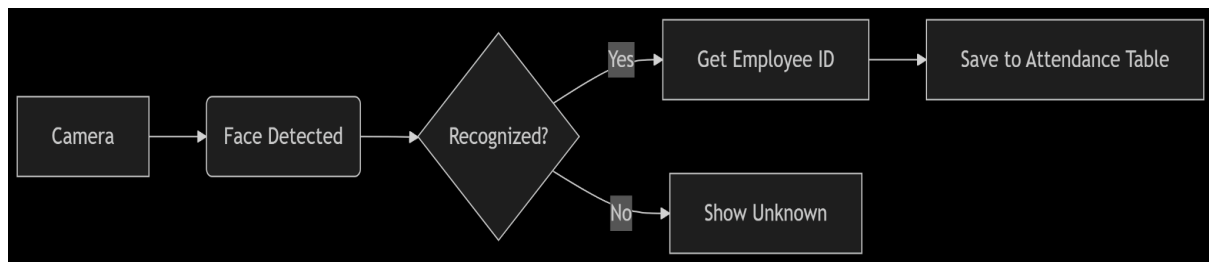 Camera
Face Detected
Recognized?
Yes
Get Employee ID
Save to Attendance Table
No
Show Unknown